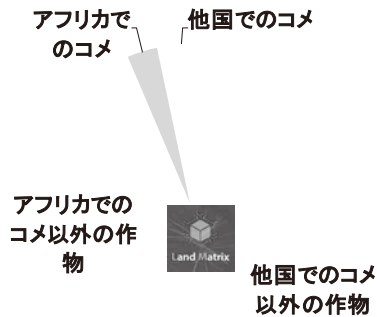 アフリカで
のコメ
他国でのコメ
アフリカでの
コメ以外の作
物
Land Matrix
他国でのコメ
以外の作物